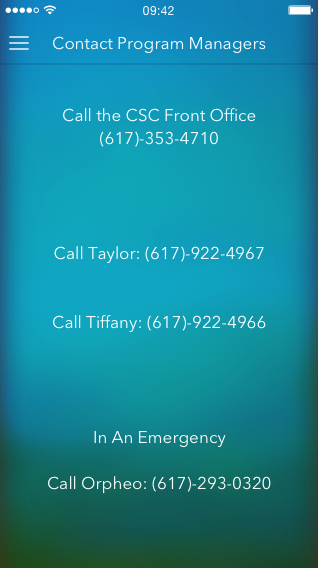 09:42
Contact Program Managers
Call the CSC Front Office
(617)-353-4710
Call Taylor: (617)-922-4967
Call Tiffany: (617)-922-4966
In An Emergency
Call Orpheo: (617)-293-0320